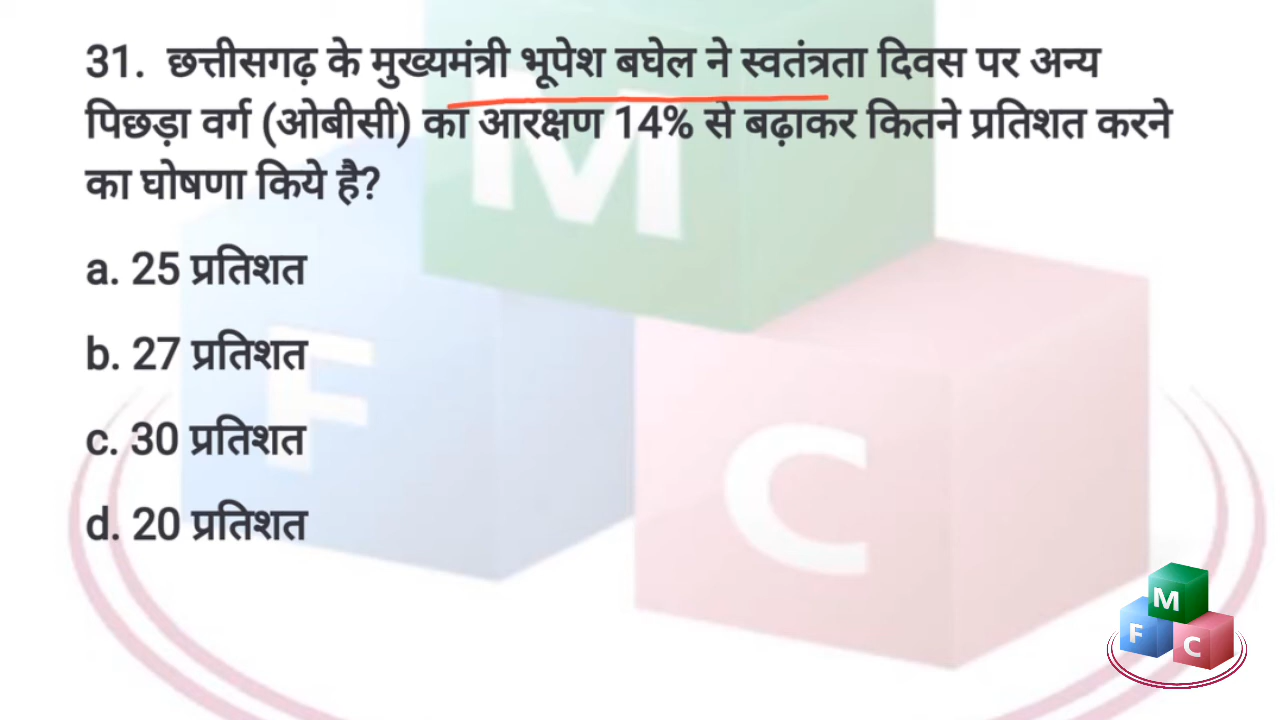 31. छत्तीसगढ़ के मुख्यमंत्री भूपेश बघेल ने स्वतंत्रता दिवस पर अन्य
पिछड़ा वर्ग (ओबीसी) का आरक्षण 14% से बढ़ाकर कितने प्रतिशत करने
का घोषणा किये है?
a. 25 प्रतिशत
b. 27 प्रतिशत
c. 30 प्रतिशत
d. 20 प्रतिशत
M
F
C
M
F
C